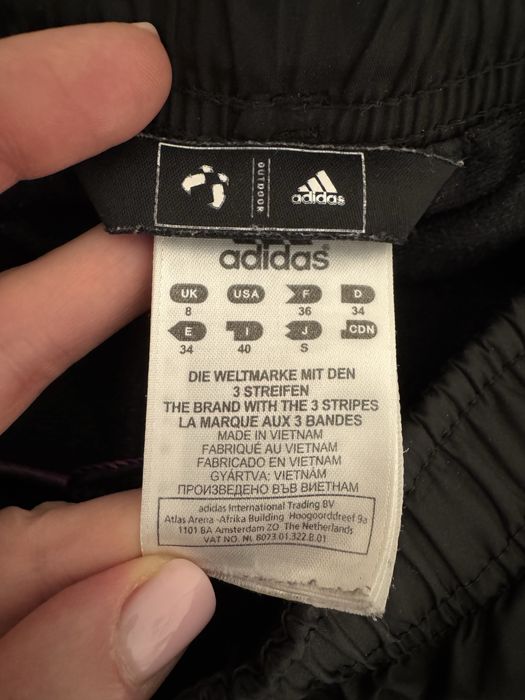 OUTDOOR
adidas
adidas
UK USA F D
8 36 34
E I J CDN
34 40 S
DIE WELTMARKE MIT DEN
3 STREIFEN
THE BRAND WITH THE 3 STRIPES
LA MARQUE AUX 3 BANDES
MADE IN VIETNAM
FABRIQUÉ AU VIETNAM
FABRICADO EN VIETNAM
GYÁRTVA: VIETNÁM
ПРОИЗВЕДЕНО ВЪВ ВИЕТНАМ
adidas International Trading BV
Atlas Arena -Afrika Building Hoogoorddreef 9a
1101 BA Amsterdam ZO The Netherlands
VAT NO. NL 8073.01.322.B.01